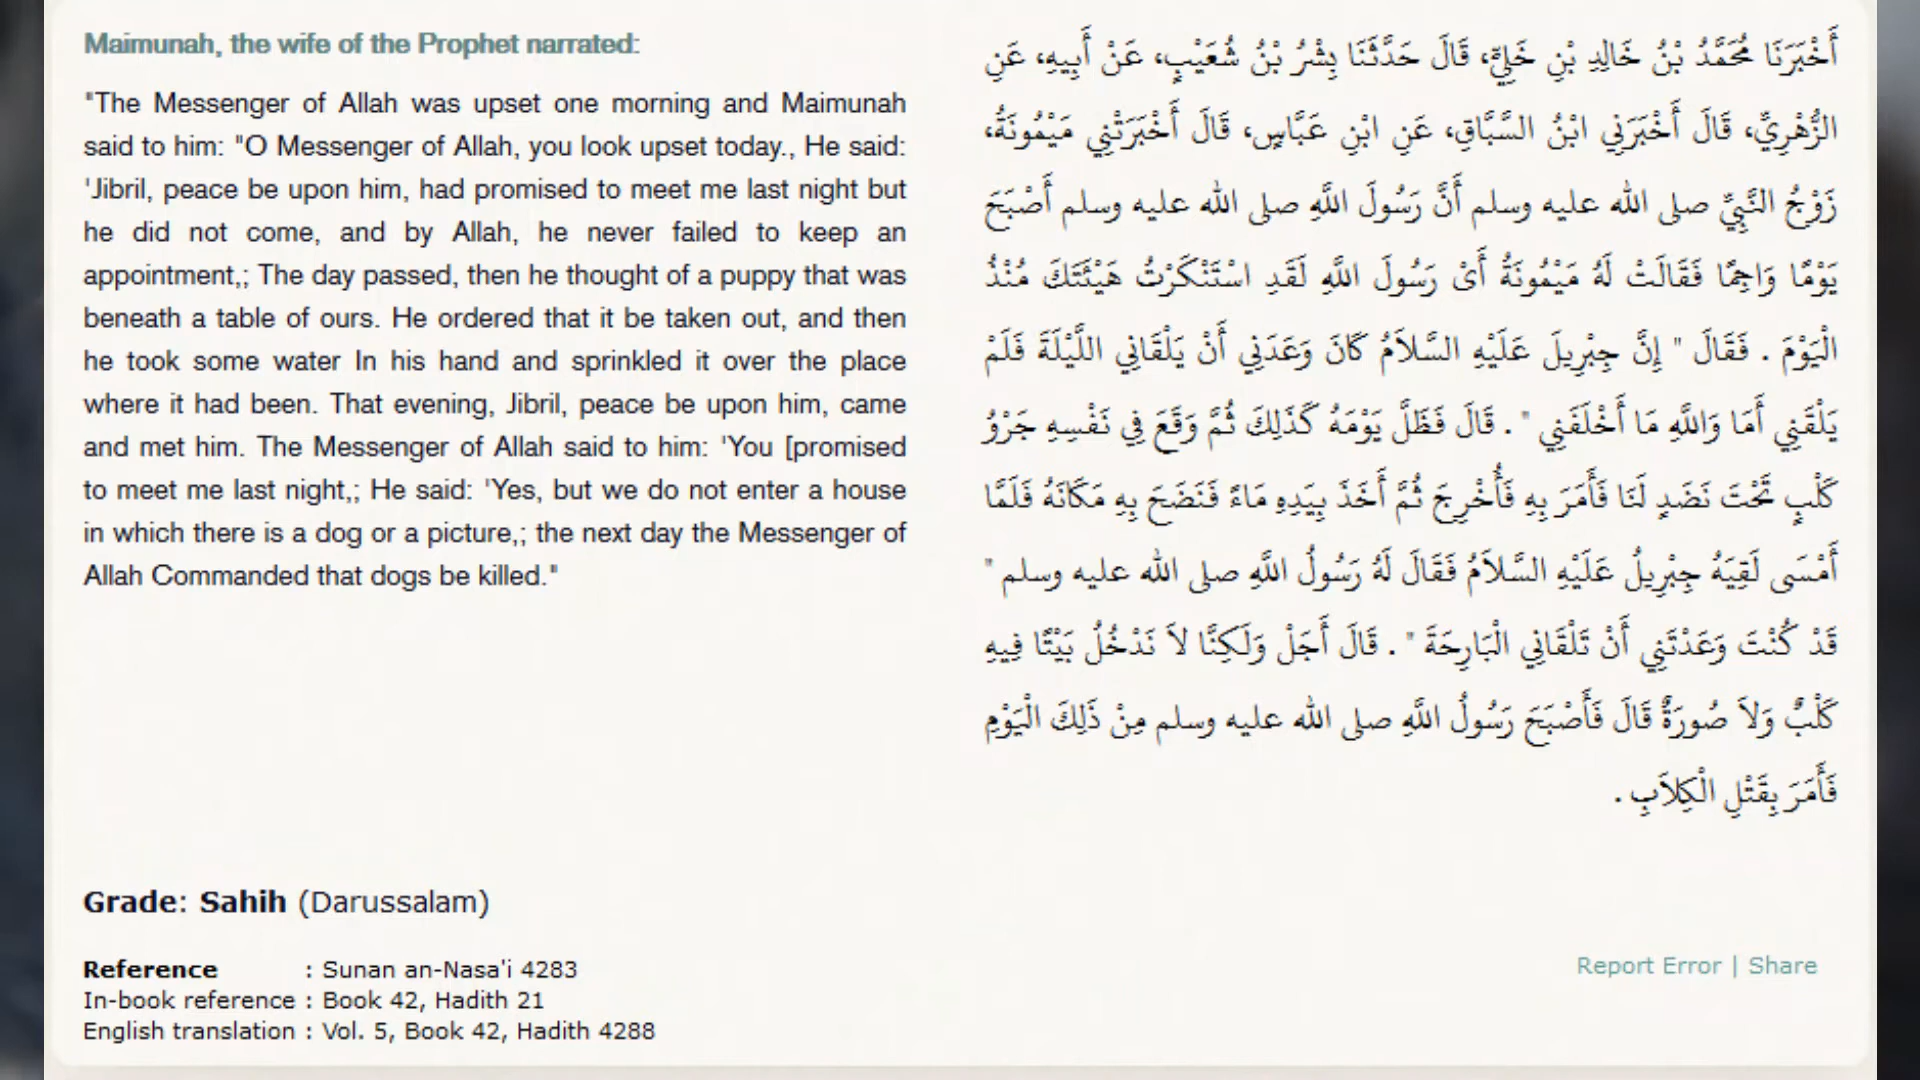 Maimunah, the wife of the Prophet narrated:
"The Messenger of Allah was upset one morning and Maimunah
said to him: "O Messenger of Allah, you look upset today., He said:
'Jibril, peace be upon him, had promised to meet me last night but
he did not come, and by Allah, he never failed to keep an
appointment,; The day passed, then he thought of a puppy that was
beneath a table of ours. He ordered that it be taken out, and then
he took some water In his hand and sprinkled it over the place
where it had been. That evening, Jibril, peace be upon him, came
and met him. The Messenger of Allah said to him: 'You [promised
to meet me last night,; He said: 'Yes, but we do not enter a house
in which there is a dog or a picture,; the next day the Messenger of
Allah Commanded that dogs be killed."
أَخْبَرَنَا مُحَمَّدُ بْنُ خَالِدِ بْنِ خَلِيٍّ، قَالَ حَدَّثَنَا بِشْرُ بْنُ شُعَيْبٍ، عَنْ أَبِيهِ، عَنِ
الزُّهْرِيِّ، قَالَ أَخْبَرَنِي ابْنُ السَّبَّاقِ، عَنِ ابْنِ عَبَّاسٍ، قَالَ أَخْبَرَتْنِي مَيْمُونَةُ،
زَوْجُ النَّبِيِّ صلى الله عليه وسلم أَنَّ رَسُولَ اللَّهِ صلى الله عليه وسلم أَصْبَحَ
يَوْمًا وَاجِمًا فَقَالَتْ لَهُ مَيْمُونَةُ أَىْ رَسُولَ اللَّهِ لَقَدِ اسْتَنْكَرْتُ هَيْئَتَكَ مُنْذُ
الْيَوْمَ . فَقَالَ " إِنَّ جِبْرِيلَ عَلَيْهِ السَّلاَمُ كَانَ وَعَدَنِي أَنْ يَلْقَانِي اللَّيْلَةَ فَلَمْ
يَلْقَنِي أَمَا وَاللَّهِ مَا أَخْلَفَنِي " . قَالَ فَظَلَّ يَوْمَهُ كَذَلِكَ ثُمَّ وَقَعَ فِي نَفْسِهِ جَرْوُ
كَلْبٍ تَحْتَ نَضَدٍ لَنَا فَأَمَرَ بِهِ فَأُخْرِجَ ثُمَّ أَخَذَ بِيَدِهِ مَاءً فَنَضَحَ بِهِ مَكَانَهُ فَلَمَّا
أَمْسَى لَقِيَهُ جِبْرِيلُ عَلَيْهِ السَّلاَمُ فَقَالَ لَهُ رَسُولُ اللَّهِ صلى الله عليه وسلم "
قَدْ كُنْتَ وَعَدْتَنِي أَنْ تَلْقَانِي الْبَارِحَةَ " . قَالَ أَجَلْ وَلَكِنَّا لاَ نَدْخُلُ بَيْتًا فِيهِ
كَلْبٌ وَلاَ صُورَةٌ قَالَ فَأَصْبَحَ رَسُولُ اللَّهِ صلى الله عليه وسلم مِنْ ذَلِكَ الْيَوْمِ
فَأَمَرَ بِقَتْلِ الْكِلاَبِ .
Grade: Sahih (Darussalam)
Reference : Sunan an-Nasa'i 4283
In-book reference : Book 42, Hadith 21
English translation : Vol. 5, Book 42, Hadith 4288
Report Error | Share